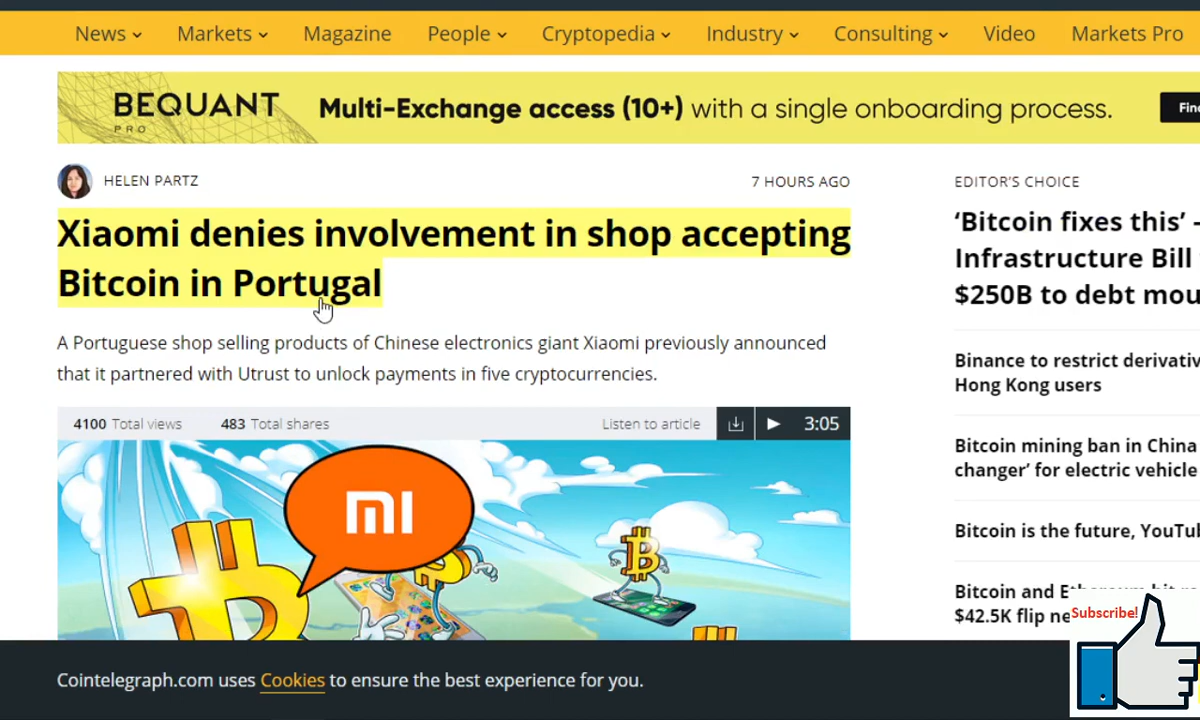 News Markets Magazine People Cryptopedia Industry Consulting Video Markets Pro
BEQUANT
PRO
Multi-Exchange access (10+) with a single onboarding process.
HELEN PARTZ
7 HOURS AGO
Xiaomi denies involvement in shop accepting
Bitcoin in Portugal
A Portuguese shop selling products of Chinese electronics giant Xiaomi previously announced
that it partnered with Utrust to unlock payments in five cryptocurrencies.
4100 Total views 483 Total shares Listen to article 3:05
mi
EDITOR'S CHOICE
'Bitcoin fixes this' -
Infrastructure Bill
$250B to debt
Binance to restrict
Hong Kong users
Bitcoin mining ban in China
changer' for electric vehicle
Bitcoin is the future,
Bitcoin and
$42.5K flip
Subscribe!
Cointelegraph.com uses Cookies to ensure the best experience for you.